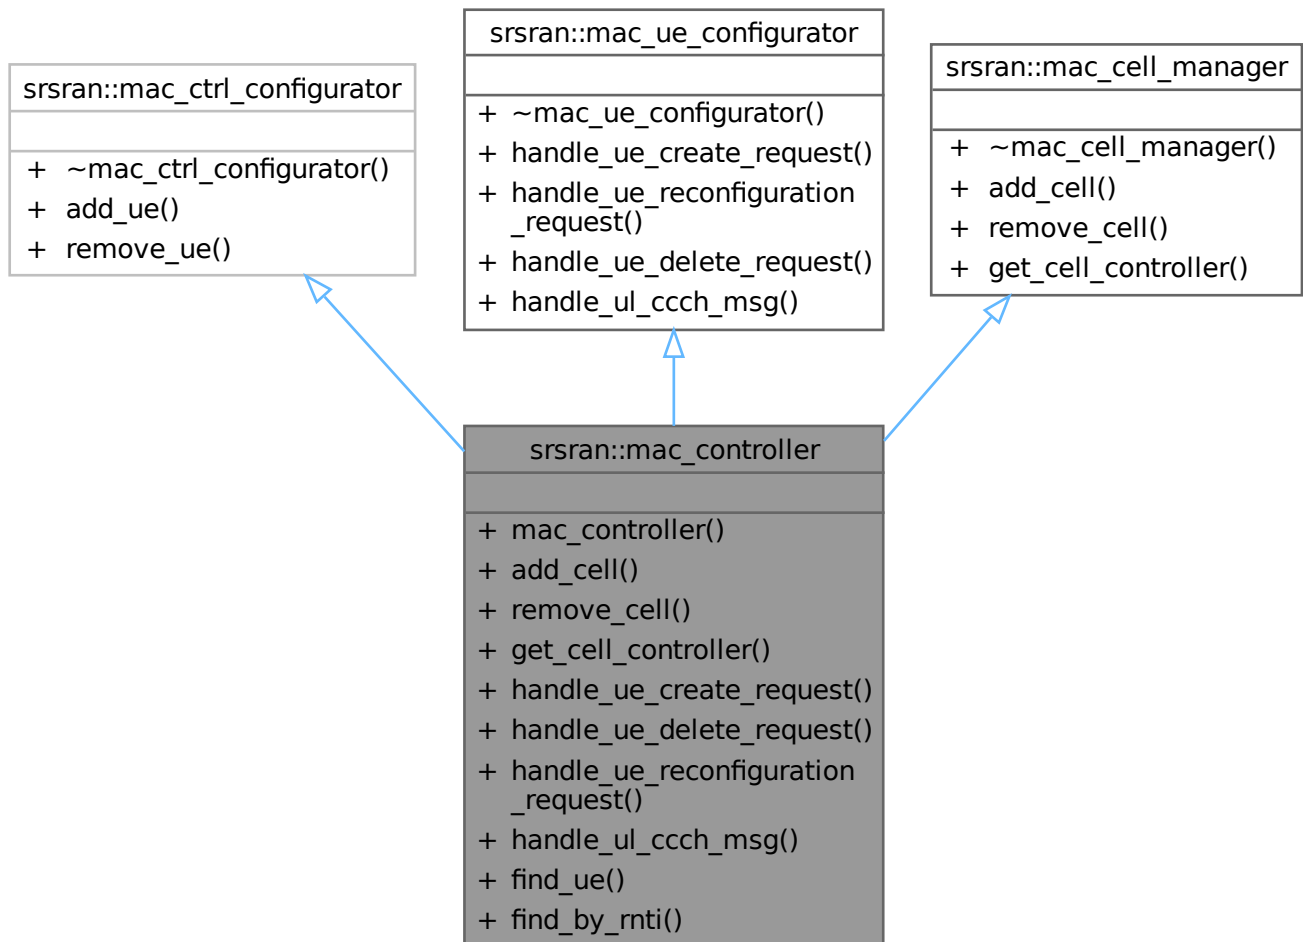 srsran::mac_ctrl_configurator
+ ~mac_ctrl_configurator()
+ add_ue()
+ remove_ue()
srsran::mac_ue_configurator
+ ~mac_ue_configurator()
+ handle_ue_create_request()
+ handle_ue_reconfiguration
_request()
+ handle_ue_delete_request()
+ handle_ul_ccch_msg()
srsran::mac_cell_manager
+ ~mac_cell_manager()
+ add_cell()
+ remove_cell()
+ get_cell_controller()
srsran::mac_controller
+ mac_controller()
+ add_cell()
+ remove_cell()
+ get_cell_controller()
+ handle_ue_create_request()
+ handle_ue_delete_request()
+ handle_ue_reconfiguration
_request()
+ handle_ul_ccch_msg()
+ find_ue()
+ find_by_rnti()